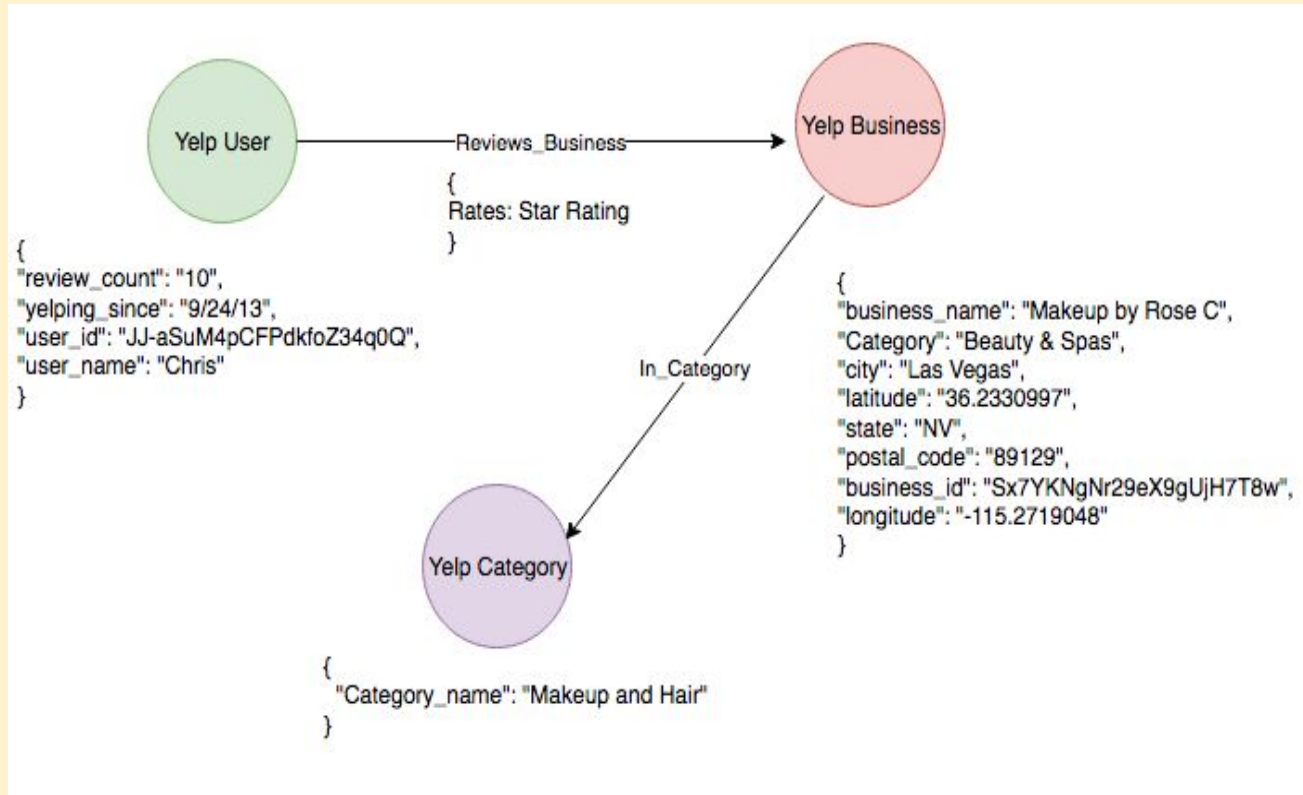 Yelp User
Reviews_Business
Yelp Business
{
Rates: Star Rating
}
{
"review_count": "10",
"yelping_since": "9/24/13",
"user_id": "JJ-aSuM4pCFPdkfoZ34q0Q",
"user_name": "Chris"
}
In_Category
{
"business_name": "Makeup by Rose C",
"Category": "Beauty & Spas",
"city": "Las Vegas",
"latitude": "36.2330997",
"state": "NV",
"postal_code": "89129",
"business_id": "Sx7YKNgNr29eX9gUjH7T8w",
"longitude": "-115.2719048"
}
Yelp Category
{
"Category_name": "Makeup and Hair"
}